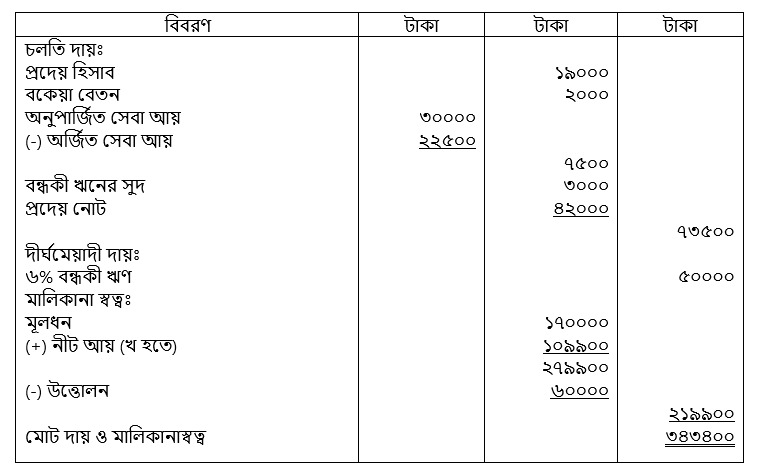 বিবরণ টাকা টাকা টাকা
চলতি দায়ঃ
প্রদেয় হিসাব ১৯০০০
বকেয়া বেতন ২০০০
অনুপার্জিত সেবা আয় ৩০০০০
(-) অর্জিত সেবা আয় ২২৫০০
৭৫০০
বন্ধকী ঋনের সুদ ৩০০০
প্রদেয় নোট ৪২০০০
৭৩৫০০
দীর্ঘমেয়াদী দায়ঃ
৬% বন্ধকী ঋণ ৫০০০০
মালিকানা স্বত্বঃ
মূলধন ১৭০০০০
(+) নীট আয় (খ হতে) ১০৯৯০০
২৭৯৯০০
(-) উত্তোলন ৬০০০০
২১৯৯০০
মোট দায় ও মালিকানাস্বত্ব ৩৪৩৪০০